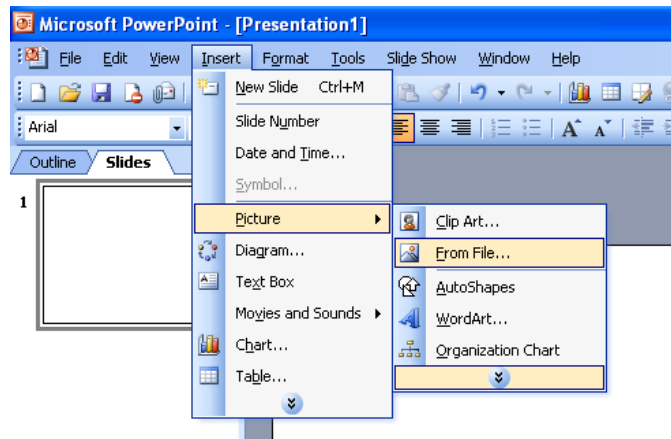 Microsoft PowerPoint - [Presentation1]
File Edit View Insert Format Tools Slide Show Window Help
Arial
Outline Slides
1
New Slide Ctrl+M
Slide Number
Date and Time...
Symbol...
Picture
Diagram...
Text Box
Movies and Sounds
Chart...
Table...
Clip Art...
From File...
AutoShapes
WordArt...
Organization Chart